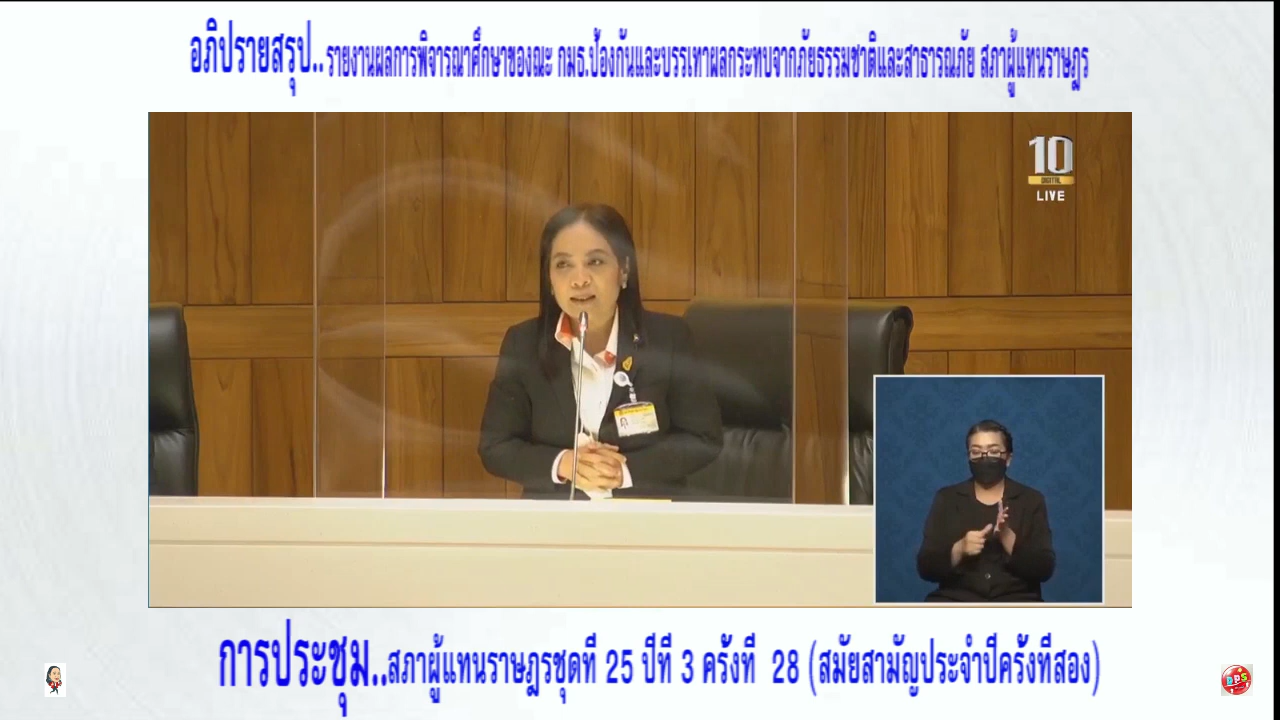 อภิปรายสรุป..รายงานผลการพิจารณาศึกษาของณะ กมธ.ป้องกันและบรรเทาผลกระทบจากภัยธรรมชาติและสาธารณภัย สภาผู้แทนราษฎร
10
DIGITAL
LIVE
การประชุม..สภาผู้แทนราษฎรชุดที่ 25 ปีที่ 3 ครั้งที่ 28 (สมัยสามัญประจำปีครั้งที่สอง)
DPS